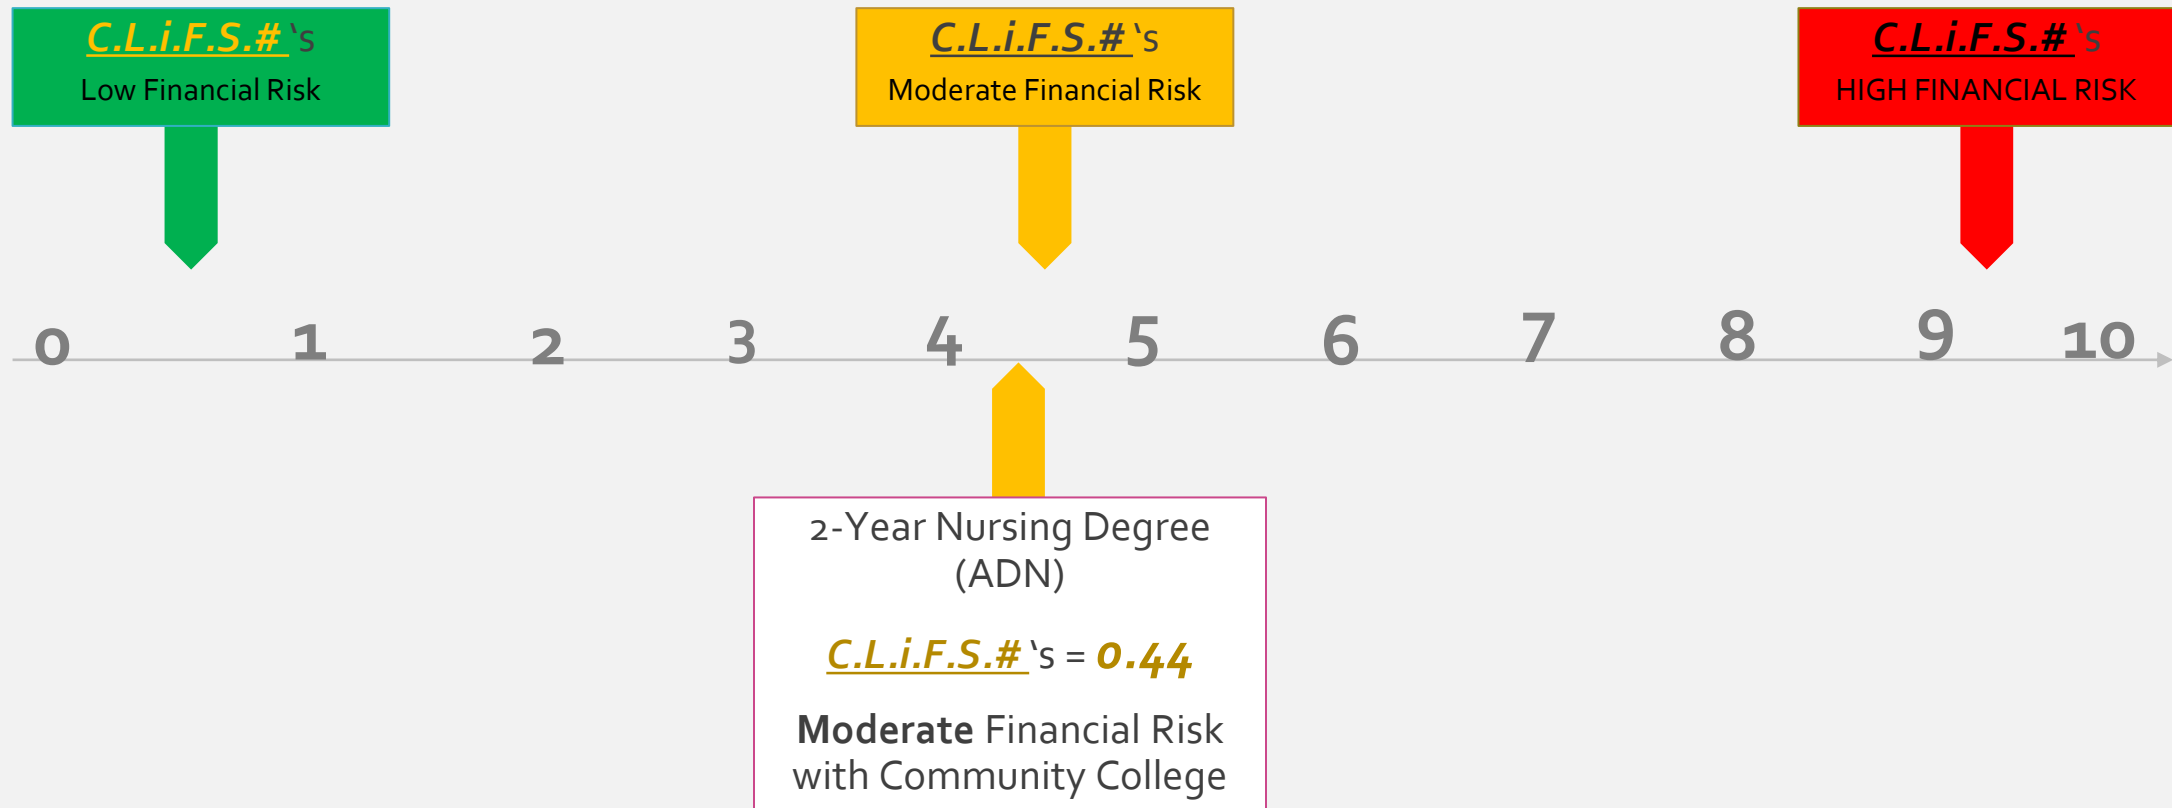 C.L.i.F.S.# 's
Low Financial Risk
C.L.i.F.S.# 's
Moderate Financial Risk
C.L.i.F.S.# 's
HIGH FINANCIAL RISK
0 1 2 3 4 5 6 7 8 9 10
2-Year Nursing Degree
(ADN)
C.L.i.F.S.# 's = 0.44
Moderate Financial Risk
with Community College